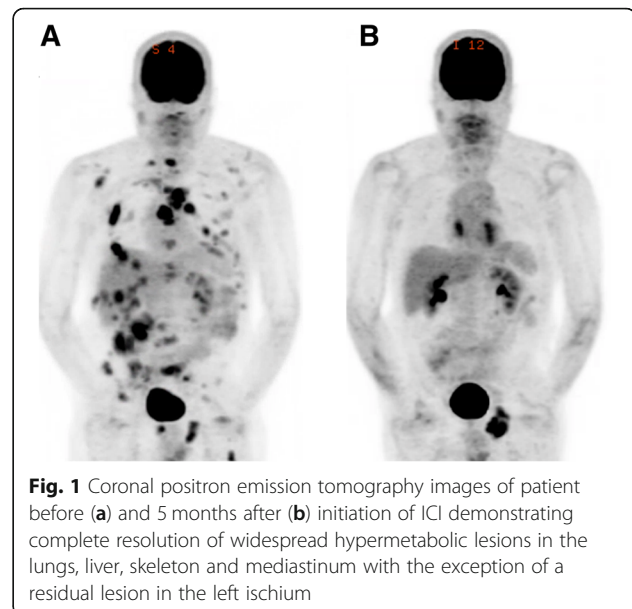 A
B
S 4
I 12
Fig. 1 Coronal positron emission tomography images of patient
before (a) and 5 months after (b) initiation of ICI demonstrating
complete resolution of widespread hypermetabolic lesions in the
lungs, liver, skeleton and mediastinum with the exception of a
residual lesion in the left ischium